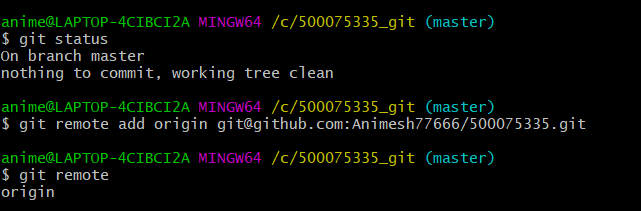 anime@LAPTOP-4CIBCI2A MINGW64 /c/500075335_git (master)
$ git status
On branch master
nothing to commit, working tree clean
anime@LAPTOP-4CIBCI2A MINGW64 /c/500075335_git (master)
$ git remote add origin git@github.com:Animesh77666/500075335.git
anime@LAPTOP-4CIBCI2A MINGW64 /c/500075335_git (master)
$ git remote
origin